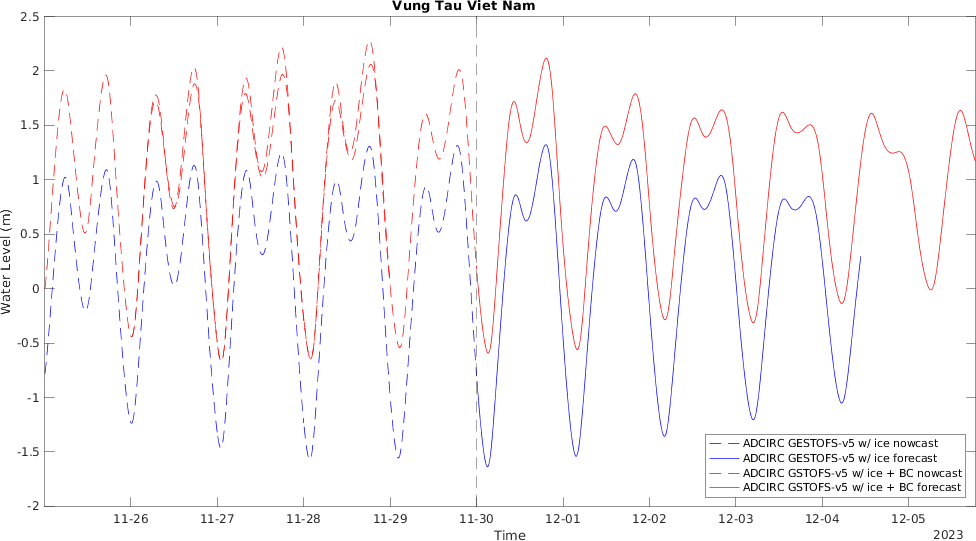 Vung Tau Viet Nam
2.5
2
1.5
1
0.5
0
-0.5
-1
-1.5
-2
Water Level (m)
ADCIRC GESTOFS-v5 w/ ice nowcast
ADCIRC GESTOFS-v5 w/ ice forecast
ADCIRC GSTOFS-v5 w/ ice + BC nowcast
ADCIRC GSTOFS-v5 w/ ice + BC forecast
11-26 11-27 11-28 11-29 11-30 12-01 12-02 12-03 12-04 12-05
Time
2023